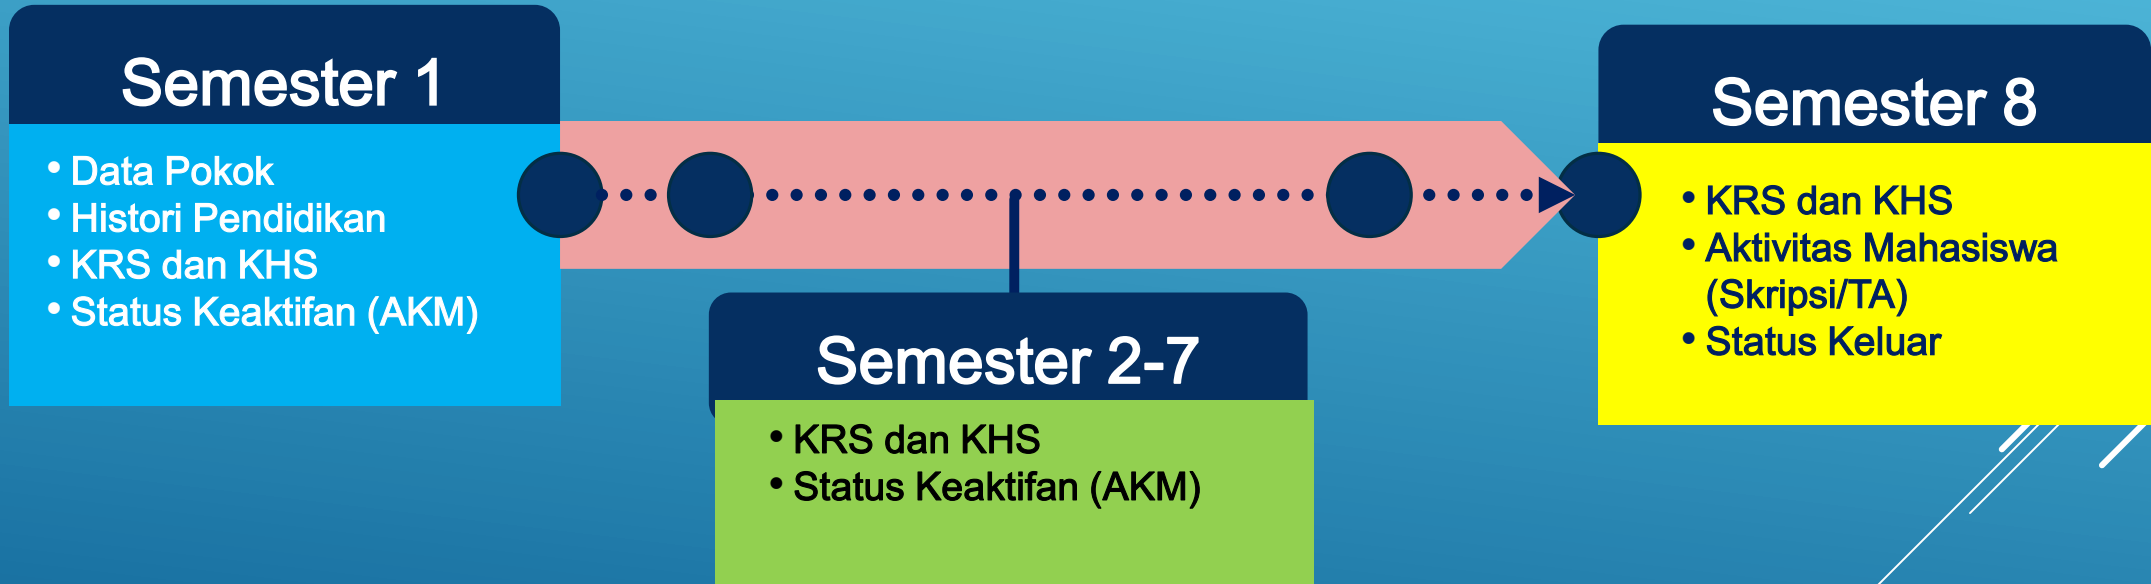 Semester 1
• Data Pokok
• Histori Pendidikan
• KRS dan KHS
• Status Keaktifan (AKM)
Semester 2-7
• KRS dan KHS
• Status Keaktifan (AKM)
Semester 8
• KRS dan KHS
• Aktivitas Mahasiswa
(Skripsi/TA)
• Status Keluar